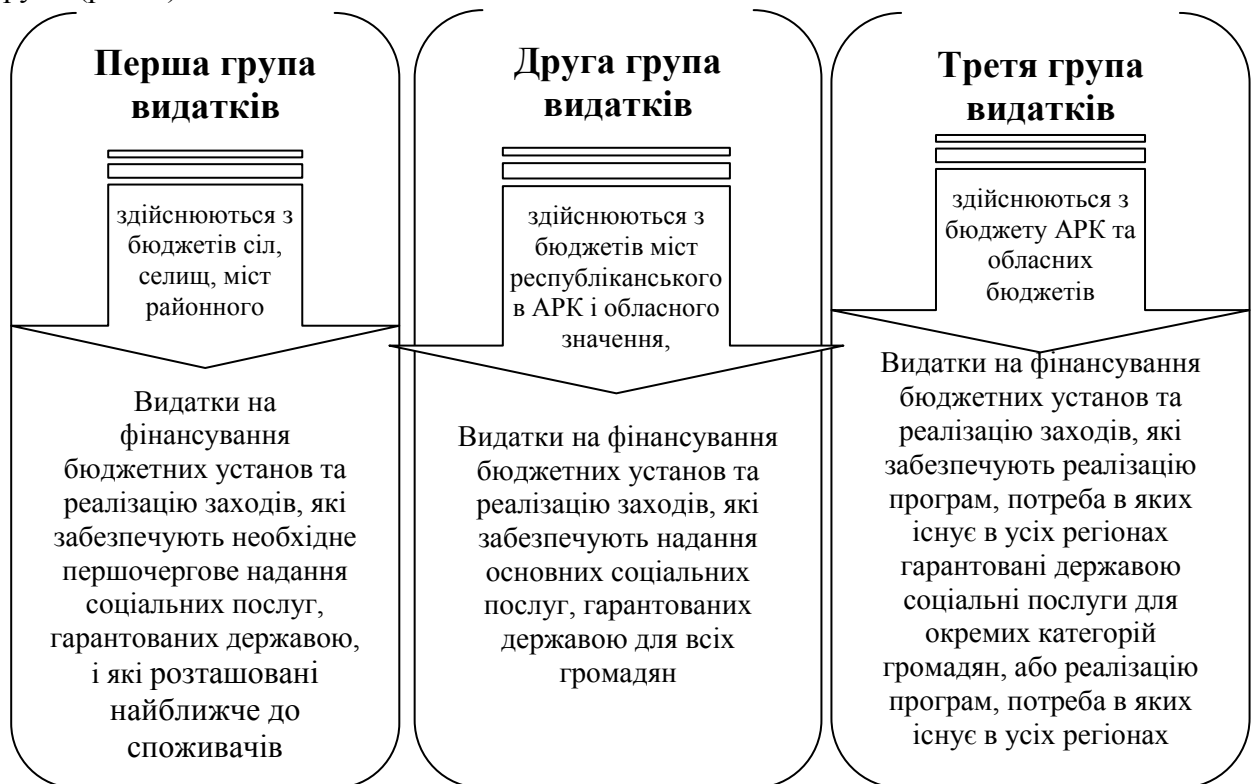 Перша група
видатків
здійснюються з
бюджетів сіл,
селищ, міст
районного
Видатки на
фінансування
бюджетних установ та
реалізацію заходів, які
забезпечують необхідне
першочергове надання
соціальних послуг,
гарантованих державою,
і які розташовані
найближче до
споживачів
Друга група
видатків
здійснюються з
бюджетів міст
республіканського
в АРК і обласного
значення,
Видатки на фінансування
бюджетних установ та
реалізацію заходів, які
забезпечують надання
основних соціальних
послуг, гарантованих
державою для всіх
громадян
Третя група
видатків
здійснюються з
бюджету АРК та
обласних
бюджетів
Видатки на фінансування
бюджетних установ та
реалізацію заходів, які
забезпечують реалізацію
програм, потреба в яких
існує в усіх регіонах
гарантовані державою
соціальні послуги для
окремих категорій
громадян, або реалізацію
програм, потреба в яких
існує в усіх регіонах